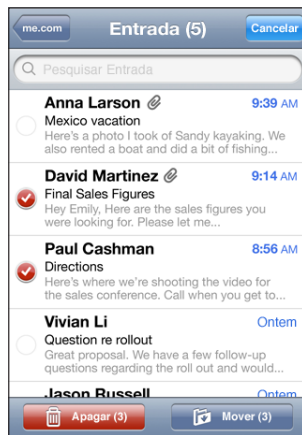 me.com
Entrada (5)
Cancelar
Pesquisar Entrada
Anna Larson
9:39 AM
Mexico vacation
Here's a photo I took of Sandy kayaking. We
also rented a boat and did a bit of fishing...
David Martinez
9:14 AM
Final Sales Figures
Hey Emily, Here are the sales figures you
were looking for. Please let me...
Paul Cashman
8:56 AM
Directions
Here's where we're shooting the video for
the sales conference. Call when you get to...
Vivian Li
Ontem
Question re rollout
Great proposal. We have a few follow-up
questions regarding the roll out and would...
Jason Russell
Ontem
Apagar (3)
Mover (3)